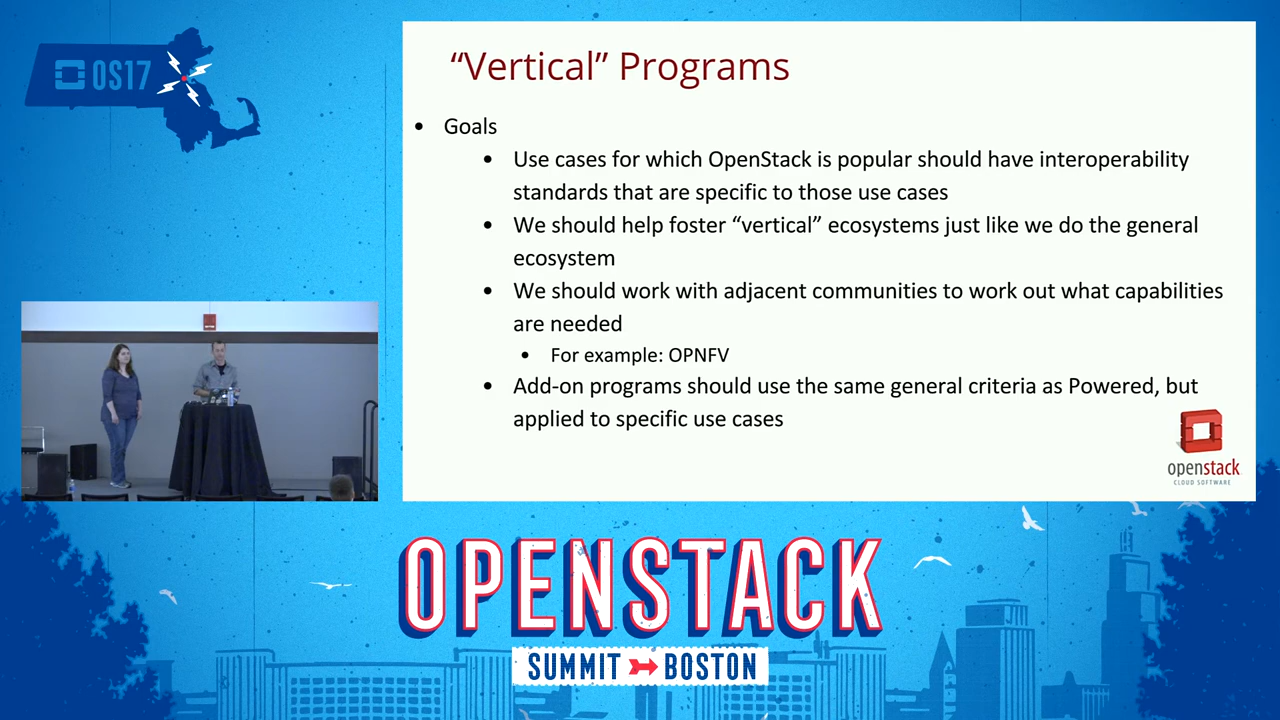 OS17
“Vertical” Programs
• Goals
• Use cases for which OpenStack is popular should have interoperability
standards that are specific to those use cases
• We should help foster “vertical” ecosystems just like we do the general
ecosystem
• We should work with adjacent communities to work out what capabilities
are needed
• For example: OPNFV
• Add-on programs should use the same general criteria as Powered, but
applied to specific use cases
openstack
CLOUD SOFTWARE
OPENSTACK
SUMMIT BOSTON